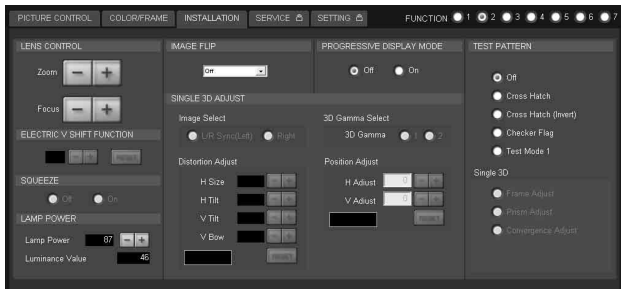 PICTURE CONTROL COLOR/FRAME INSTALLATION SERVICE SETTING FUNCTION 1 2 3 4 5 6 7
LENS CONTROL
Zoom - +
Focus - +
ELECTRIC V SHIFT FUNCTION
- + RESET
SQUEEZE
Off On
LAMP POWER
Lamp Power 87 - +
Luminance Value 46
IMAGE FLIP
Off
PROGRESSIVE DISPLAY MODE
Off On
SINGLE 3D ADJUST
Image Select
L/R Sync(Left) Right
3D Gamma Select
3D Gamma 1 2
Distortion Adjust
H Size - +
H Tilt - +
V Tilt - +
V Bow - +
RESET
Position Adjust
H Adjust 0 - +
V Adjust 0 - +
RESET
TEST PATTERN
Off
Cross Hatch
Cross Hatch (Invert)
Checker Flag
Test Mode 1
Single 3D
Frame Adjust
Prism Adjust
Convergence Adjust